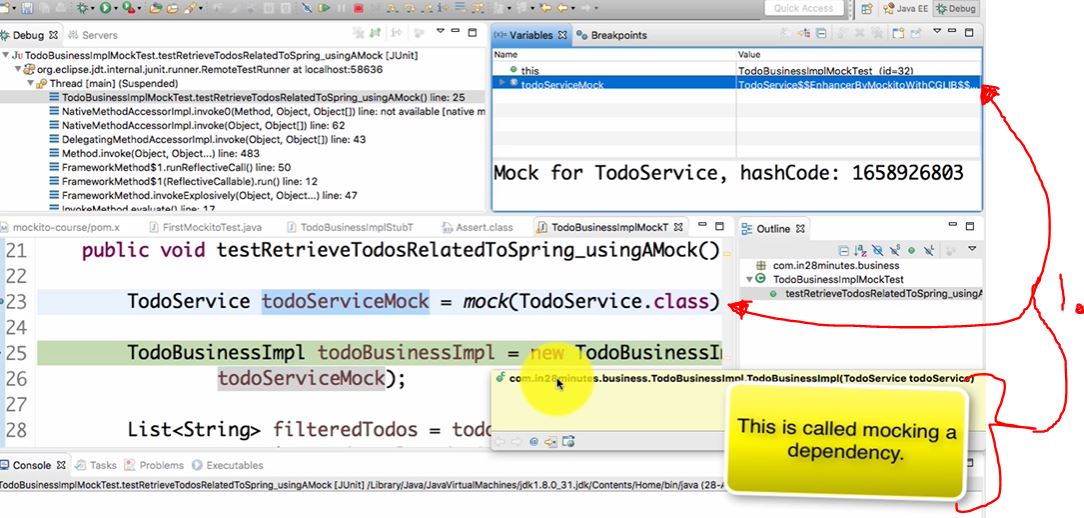 Quick Access
Java EE
Debug
Debug
Servers
TodoBusinessImplMockTest.testRetrieveTodosRelatedToSpring_usingAMock [JUnit]
org.eclipse.jdt.internal.junit.runner.RemoteTestRunner at localhost:58636
Thread [main] (Suspended)
TodoBusinessImplMockTest.testRetrieveTodosRelatedToSpring_usingAMock() line: 25
NativeMethodAccessorImpl.invoke0(Method, Object, Object[]) line: not available [native m
NativeMethodAccessorImpl.invoke(Object, Object[]) line: 62
DelegatingMethodAccessorImpl.invoke(Object, Object[]) line: 43
Method.invoke(Object, Object...) line: 483
FrameworkMethod$1.runReflectiveCall() line: 50
FrameworkMethod$1(ReflectiveCallable).run() line: 12
FrameworkMethod.invokeExplosively(Object, Object...) line: 47
InvokeMethod.evaluate() line: 17
(x)= Variables
Breakpoints
Name
Value
this
TodoBusinessImplMockTest (id=32)
todoServiceMock
TodoService$$EnhancerByMockitoWithCGLIB$$...
Mock for TodoService, hashCode: 1658926803
mockito-course/pom.x
FirstMockitoTest.java
TodoBusinessImplStubT
Assert.class
TodoBusinessImplMockT
21 public void testRetrieveTodosRelatedToSpring_usingAMock()
22
23 TodoService todoServiceMock = mock(TodoService.class)
24
25 TodoBusinessImpl todoBusinessImpl = new TodoBusinessI
26 todoServiceMock);
27
28 List<String> filteredTodos = todo
com.in28minutes.business.TodoBusinessImpl.TodoBusinessImpl(TodoService todoService)
Outline
com.in28minutes.business
TodoBusinessImplMockTest
testRetrieveTodosRelatedToSpring_usingA
1.
This is called mocking a
dependency.
Console
Tasks
Problems
Executables
TodoBusinessImplMockTest.testRetrieveTodosRelatedToSpring_usingAMock [JUnit] /Library/Java/JavaVirtualMachines/jdk1.8.0_31.jdk/Contents/Home/bin/java (28-A